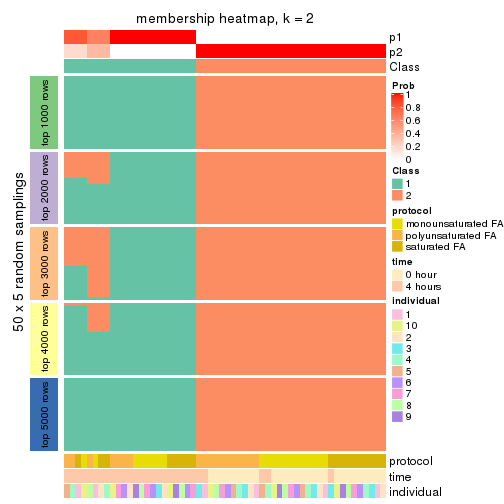 membership heatmap, k = 2
p1
p2
Class
50 x 5 random samplings
top 1000 rows
top 2000 rows
top 3000 rows
top 4000 rows
top 5000 rows
protocol
time
individual
Prob
1
0.8
0.6
0.4
0.2
0
Class
1
2
protocol
monounsaturated FA
polyunsaturated FA
saturated FA
time
0 hour
4 hours
individual
1
10
2
3
4
5
6
7
8
9